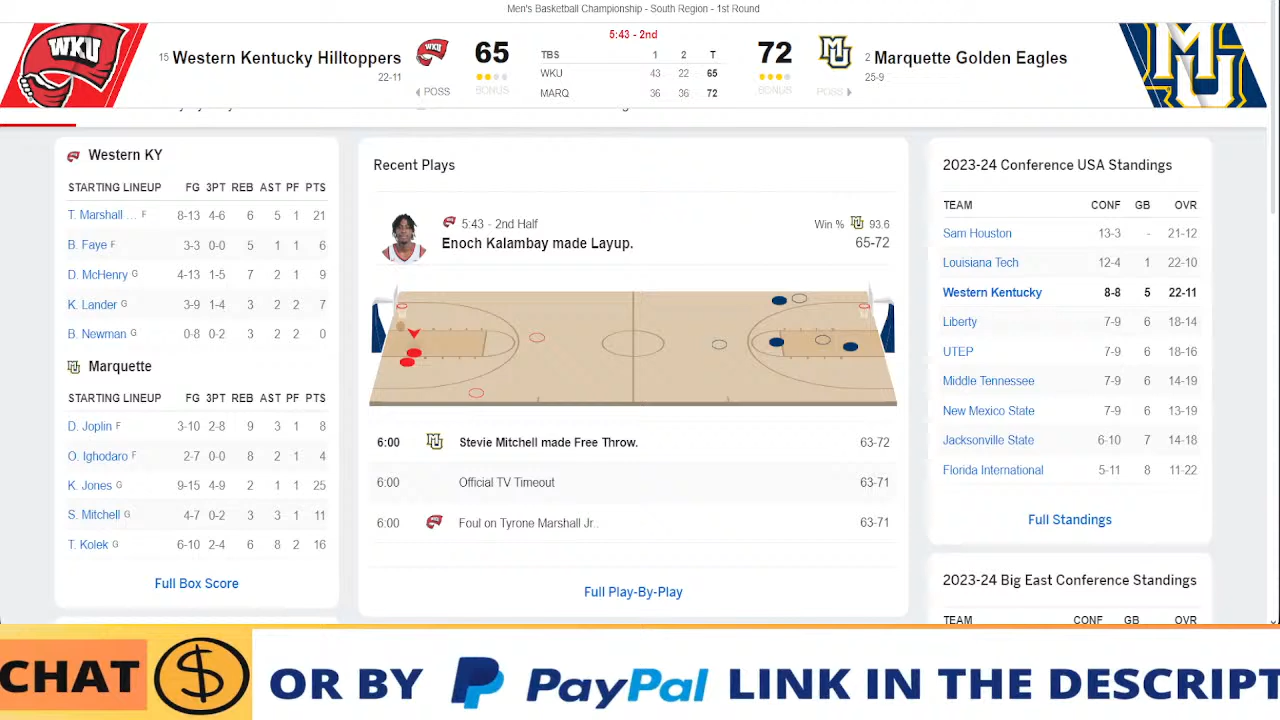 Men's Basketball Championship - South Region - 1st Round
15 Western Kentucky Hilltoppers
22-11
WKU
65
BONUS
POSS
5:43 - 2nd
TBS 1 2 T
WKU 43 22 65
MARQ 36 36 72
72
BONUS
POSS
2 Marquette Golden Eagles
25-9
Western KY
STARTING LINEUP FG 3PT REB AST PF PTS
T. Marshall ... F 8-13 4-6 6 5 1 21
B. Faye F 3-3 0-0 5 1 1 6
D. McHenry G 4-13 1-5 7 2 1 9
K. Lander G 3-9 1-4 3 2 2 7
B. Newman G 0-8 0-2 3 2 2 0
Marquette
STARTING LINEUP FG 3PT REB AST PF PTS
D. Joplin F 3-10 2-8 9 3 1 8
O. Ighodaro F 2-7 0-0 8 2 1 4
K. Jones G 9-15 4-9 2 1 1 25
S. Mitchell G 4-7 0-2 3 3 1 11
T. Kolek G 6-10 2-4 6 8 2 16
Full Box Score
Recent Plays
5:43 - 2nd Half
Enoch Kalambay made Layup.
Win % 93.6
65-72
6:00 Stevie Mitchell made Free Throw. 63-72
6:00 Official TV Timeout 63-71
6:00 Foul on Tyrone Marshall Jr.. 63-71
Full Play-By-Play
2023-24 Conference USA Standings
TEAM CONF GB OVR
Sam Houston 13-3 - 21-12
Louisiana Tech 12-4 1 22-10
Western Kentucky 8-8 5 22-11
Liberty 7-9 6 18-14
UTEP 7-9 6 18-16
Middle Tennessee 7-9 6 14-19
New Mexico State 7-9 6 13-19
Jacksonville State 6-10 7 14-18
Florida International 5-11 8 11-22
Full Standings
2023-24 Big East Conference Standings
TEAM CONF GB OVR
CHAT $ OR BY PayPal LINK IN THE DESCRIPT